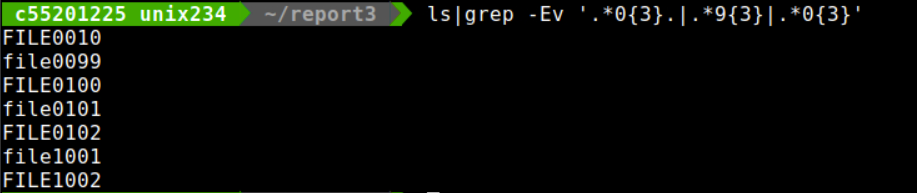 c55201225 unix234 ~/report3 ls|grep -Ev '.*0{3}.|.*9{3}|.*0{3}'
FILE0010
file0099
FILE0100
file0101
FILE0102
file1001
FILE1002